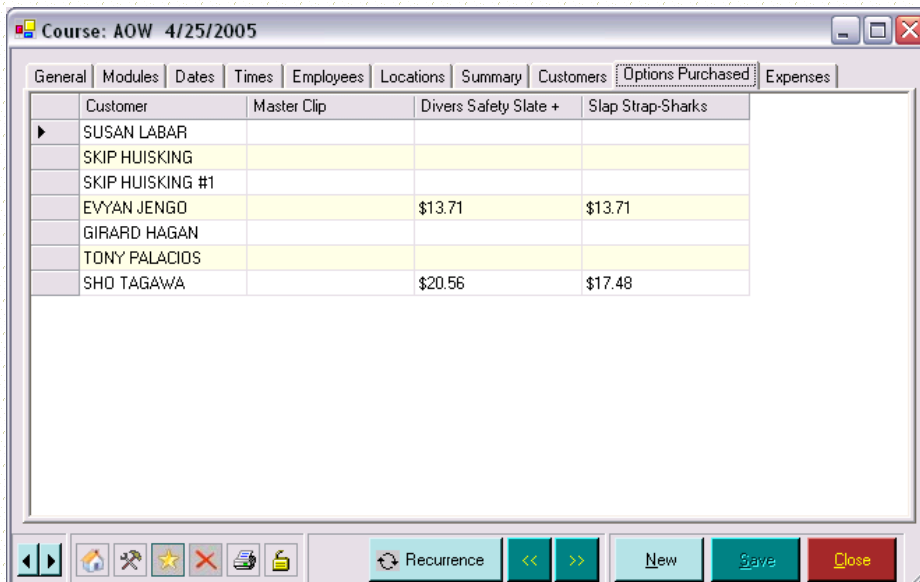 Course: AOW 4/25/2005
General Modules Dates Times Employees Locations Summary Customers Options Purchased Expenses
Customer Master Clip Divers Safety Slate + Slap Strap-Sharks
SUSAN LABAR
SKIP HUISKING
SKIP HUISKING #1
EVYAN JENGO $13.71 $13.71
GIRARD HAGAN
TONY PALACIOS
SHO TAGAWA $20.56 $17.48
Recurrence << >> New Save Close